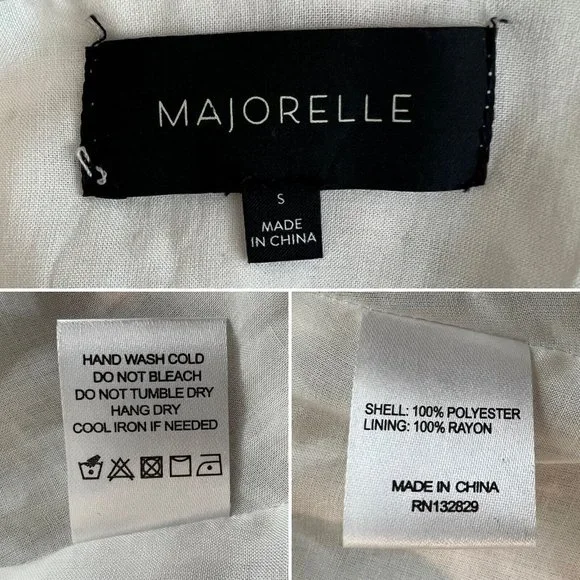 MAJORELLE
S
MADE
IN CHINA
HAND WASH COLD
DO NOT BLEACH
DO NOT TUMBLE DRY
HANG DRY
COOL IRON IF NEEDED
SHELL: 100% POLYESTER
LINING: 100% RAYON
MADE IN CHINA
RN132829